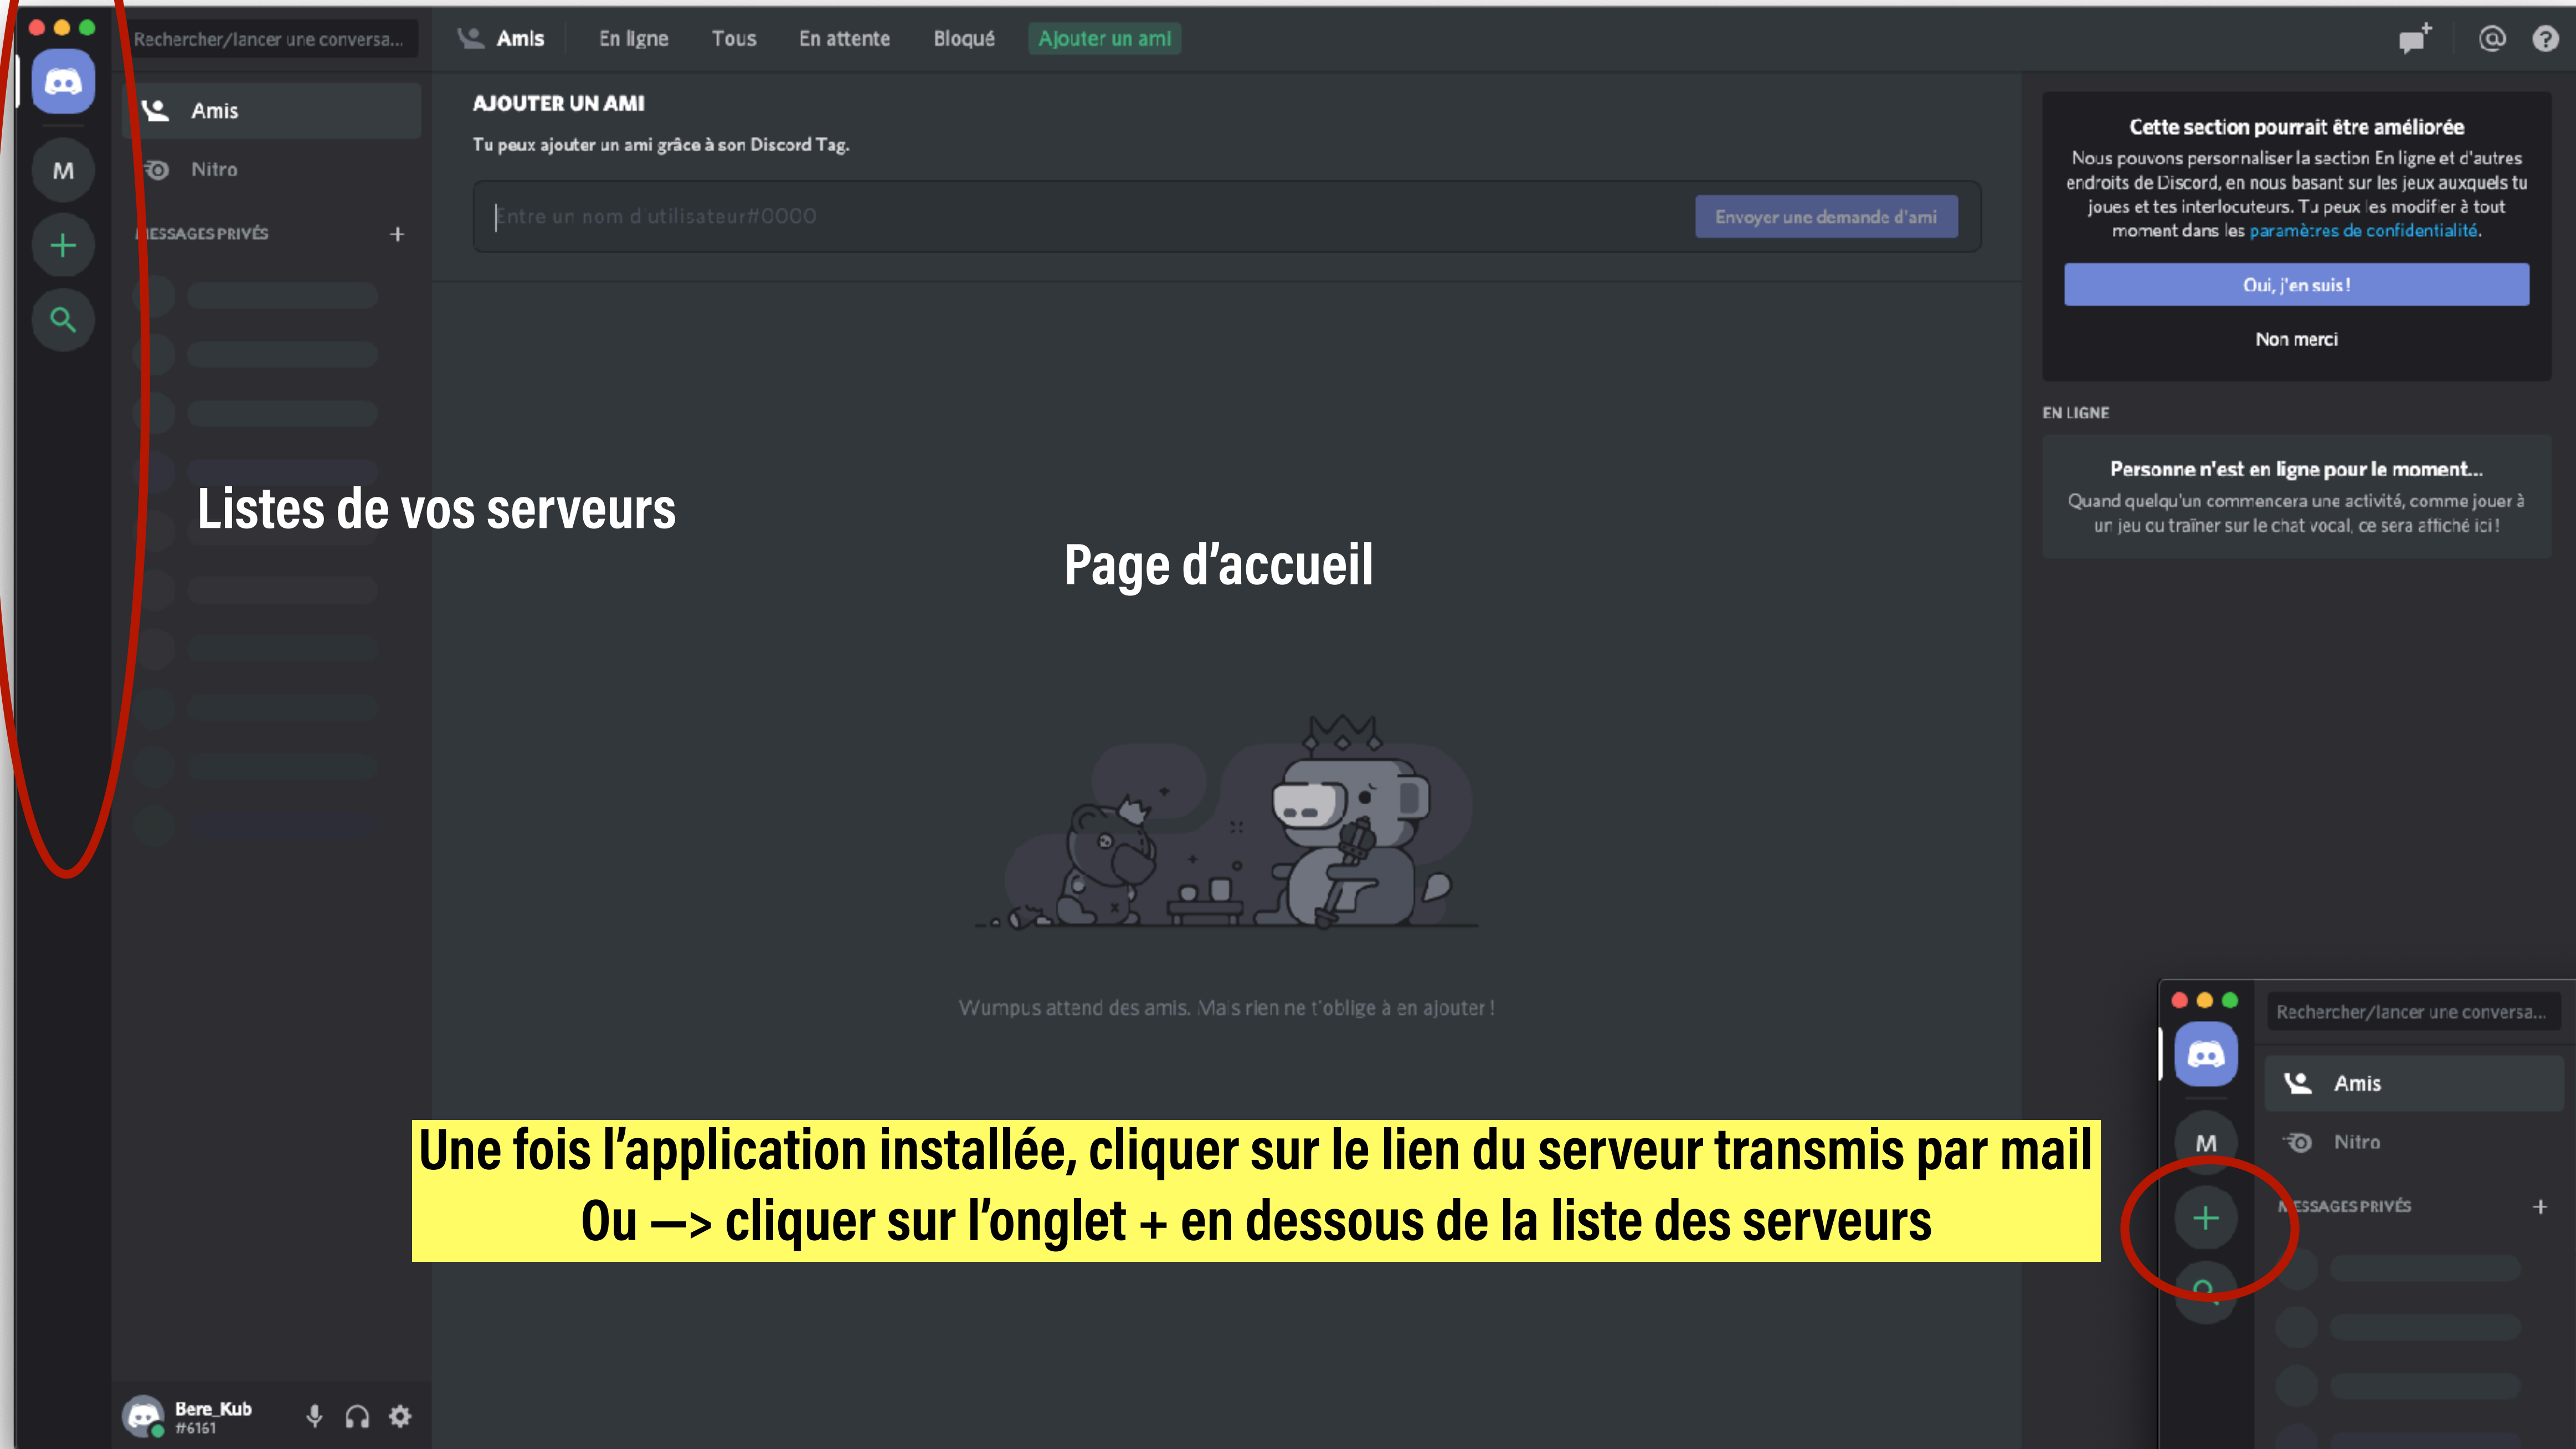 Rechercher/lancer une conversa...
Amis
Nitro
MESSAGES PRIVÉS
M
Amis
En ligne
Tous
En attente
Bloqué
Ajouter un ami
AJOUTER UN AMI
Tu peux ajouter un ami grâce à son Discord Tag.
Entre un nom d'utilisateur#0000
Envoyer une demande d'ami
Cette section pourrait être améliorée
Nous pouvons personnaliser la section En ligne et d'autres
endroits de Discord, en nous basant sur les jeux auxquels tu
joues et tes interlocuteurs. Tu peux les modifier à tout
moment dans les paramètres de confidentialité.
Oui, j'en suis !
Non merci
EN LIGNE
Personne n'est en ligne pour le moment...
Quand quelqu'un commencera une activité, comme jouer à
un jeu ou traîner sur le chat vocal, ce sera affiché ici !
Listes de vos serveurs
Page d’accueil
Wumpus attend des amis. Mais rien ne t'oblige à en ajouter !
Une fois l’application installée, cliquer sur le lien du serveur transmis par mail
Ou —> cliquer sur l’onglet + en dessous de la liste des serveurs
Rechercher/lancer une conversa...
Amis
M
Nitro
MESSAGES PRIVÉS
Bere_Kub
#6161